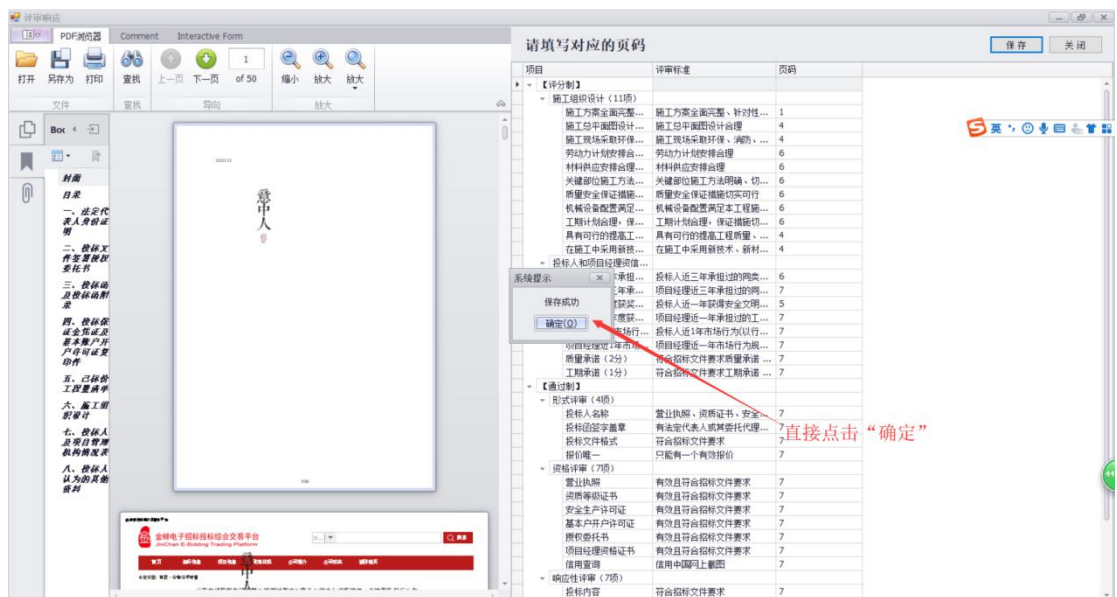 评审响应
PDF浏览器 Comment Interactive Form
打开 另存为 打印 查找 上一页 下一页 1 of 50 缩小 放大 放大
文件 查找 导向 放大
Boc
封面
目录
一、法定代
表人身份证
明
二、投标文
件签署授权
委托书
三、投标函
及投标函附
录
四、投标保
证金凭证及
基本账户开
户许可证复
印件
五、已标价
工程量清单
六、施工组
织设计
七、投标人
及项目管理
机构情况表
八、投标人
认为的其他
资料
意中人
金蝉电子招标投标综合交易平台
JinChan E-Bidding Trading Platform
首页
请填写对应的页码
保存 关闭
项目 评审标准 页码
【评分制】
施工组织设计（11项）
施工方案全面完整... 施工方案全面完整、针对性... 1
施工总平面图设计... 施工总平面图设计合理 4
施工现场采取环保... 施工现场采取环保、消防、... 4
劳动力计划安排合... 劳动力计划安排合理 6
材料供应安排合理... 材料供应安排合理 6
关键部位施工方法... 关键部位施工方法明确、切... 6
质量安全保证措施... 质量安全保证措施切实可行 6
机械设备配置满足... 机械设备配置满足本工程施... 6
工期计划合理，保... 工期计划合理，保证措施切... 6
具有可行的提高工... 具有可行的提高工程质量、... 4
在施工中采用新技... 在施工中采用新技术、新材... 4
投标人和项目经理资信...
年承担... 投标人近三年承担过的同类... 6
三年承... 项目经理近三年承担过的同... 7
度获奖... 投标人近一年获得安全文明... 5
年度获... 项目经理近一年承担过的工... 7
市场行... 投标人近1年市场行为(以行... 7
项目经理近1年市场... 项目经理近一年市场行为规... 7
质量承诺（2分） 符合招标文件要求质量承诺 ... 7
工期承诺（1分） 符合招标文件要求工期承诺 ... 7
【通过制】
形式评审（4项）
投标人名称 营业执照、资质证书、安全... 7
投标函签字盖章 有法定代表人或其委托代理... 7
投标文件格式 符合招标文件要求 7
报价唯一 只能有一个有效报价 7
资格评审（7项）
营业执照 有效且符合招标文件要求 7
资质等级证书 有效且符合招标文件要求 7
安全生产许可证 有效且符合招标文件要求 7
基本户开户许可证 有效且符合招标文件要求 7
授权委托书 有效且符合招标文件要求 7
项目经理资格证书 有效且符合招标文件要求 7
信用查询 信用中国网上截图 7
响应性评审（7项）
投标内容 符合招标文件要求 7
系统提示
保存成功
确定(O)
直接点击“确定”
英